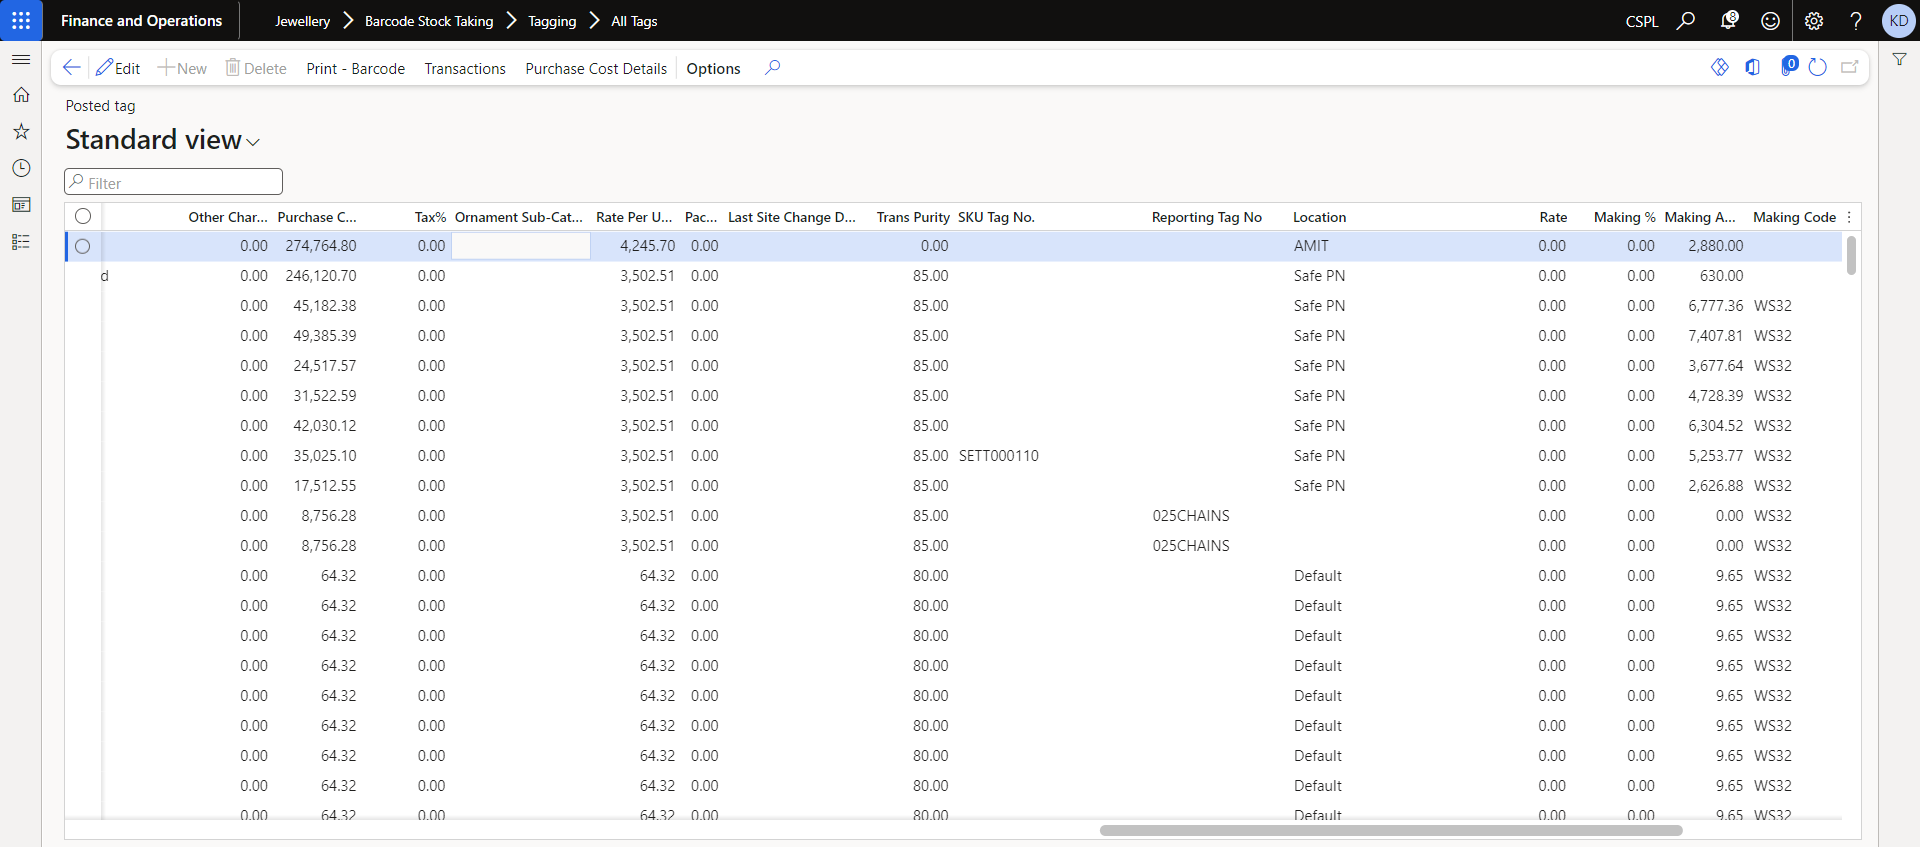 Finance and Operations Jewellery Barcode Stock Taking Tagging All Tags CSPL 8 ? KD
Edit New Delete Print - Barcode Transactions Purchase Cost Details Options 0
Posted tag
Standard view
Filter
Other Char... Purchase C... Tax% Ornament Sub-Cat... Rate Per U... Pac... Last Site Change D... Trans Purity SKU Tag No. Reporting Tag No Location Rate Making % Making A... Making Code
0.00 274,764.80 0.00 4,245.70 0.00 0.00 AMIT 0.00 0.00 2,880.00
d 0.00 246,120.70 0.00 3,502.51 0.00 85.00 Safe PN 0.00 0.00 630.00
0.00 45,182.38 0.00 3,502.51 0.00 85.00 Safe PN 0.00 0.00 6,777.36 WS32
0.00 49,385.39 0.00 3,502.51 0.00 85.00 Safe PN 0.00 0.00 7,407.81 WS32
0.00 24,517.57 0.00 3,502.51 0.00 85.00 Safe PN 0.00 0.00 3,677.64 WS32
0.00 31,522.59 0.00 3,502.51 0.00 85.00 Safe PN 0.00 0.00 4,728.39 WS32
0.00 42,030.12 0.00 3,502.51 0.00 85.00 Safe PN 0.00 0.00 6,304.52 WS32
0.00 35,025.10 0.00 3,502.51 0.00 85.00 SETT000110 Safe PN 0.00 0.00 5,253.77 WS32
0.00 17,512.55 0.00 3,502.51 0.00 85.00 Safe PN 0.00 0.00 2,626.88 WS32
0.00 8,756.28 0.00 3,502.51 0.00 85.00 025CHAINS 0.00 0.00 0.00 WS32
0.00 8,756.28 0.00 3,502.51 0.00 85.00 025CHAINS 0.00 0.00 0.00 WS32
0.00 64.32 0.00 64.32 0.00 80.00 Default 0.00 0.00 9.65 WS32
0.00 64.32 0.00 64.32 0.00 80.00 Default 0.00 0.00 9.65 WS32
0.00 64.32 0.00 64.32 0.00 80.00 Default 0.00 0.00 9.65 WS32
0.00 64.32 0.00 64.32 0.00 80.00 Default 0.00 0.00 9.65 WS32
0.00 64.32 0.00 64.32 0.00 80.00 Default 0.00 0.00 9.65 WS32
0.00 64.32 0.00 64.32 0.00 80.00 Default 0.00 0.00 9.65 WS32
0.00 64.32 0.00 64.32 0.00 80.00 Default 0.00 0.00 9.65 WS32
0.00 64.32 0.00 64.32 0.00 80.00 Default 0.00 0.00 9.65 WS32
0.00 64.32 0.00 64.32 0.00 80.00 Default 0.00 0.00 9.65 WS32